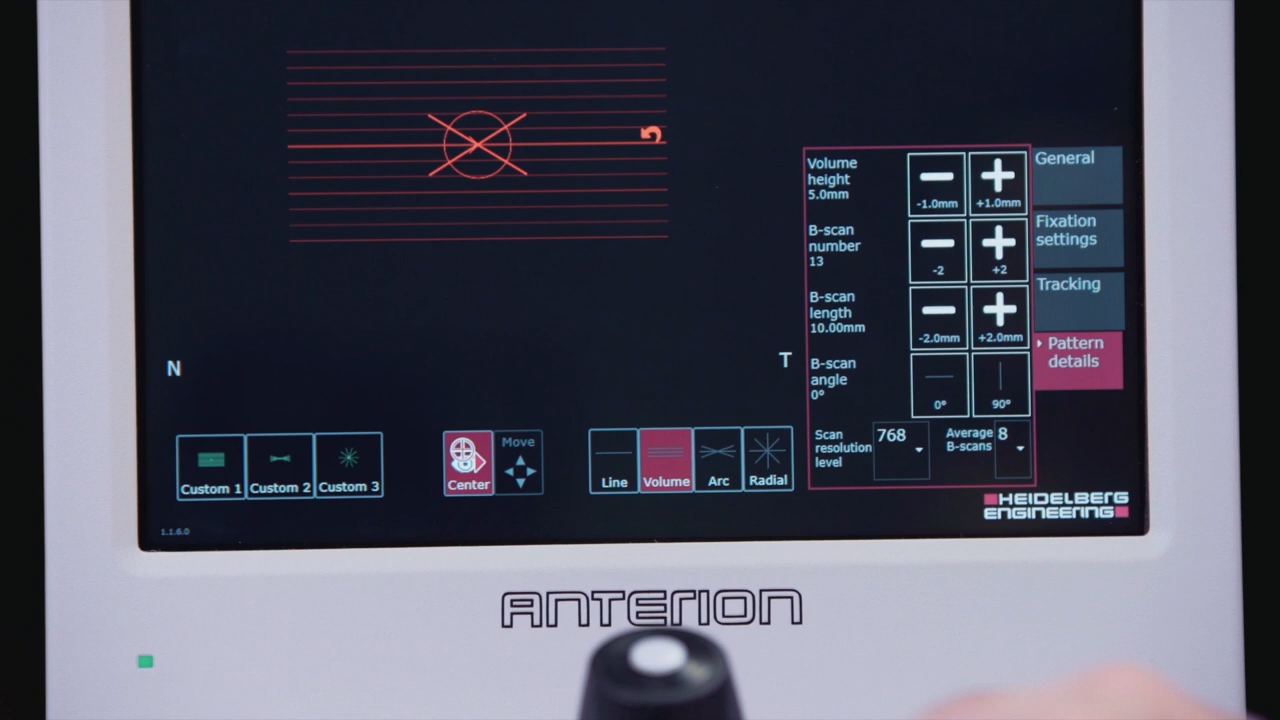 Volume
height
5.0mm
-1.0mm
+1.0mm
General
B-scan
number
13
-2
+2
Fixation
settings
B-scan
length
10.00mm
-2.0mm
+2.0mm
Tracking
B-scan
angle
0°
0°
90°
Pattern
details
N
T
Custom 1
Custom 2
Custom 3
Center
Move
Line
Volume
Arc
Radial
Scan
resolution
level
768
Average
B-scans
8
HEIDELBERG
ENGINEERING
1.1.6.0
ANTERION